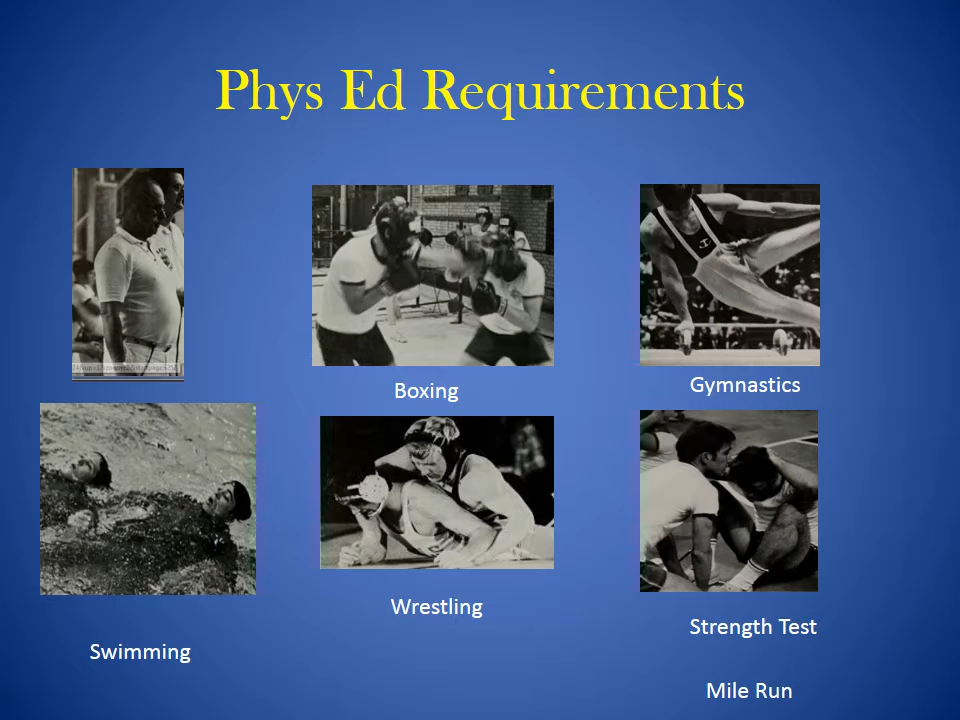 Phys Ed Requirements
Boxing
Gymnastics
Wrestling
Strength Test
Swimming
Mile Run